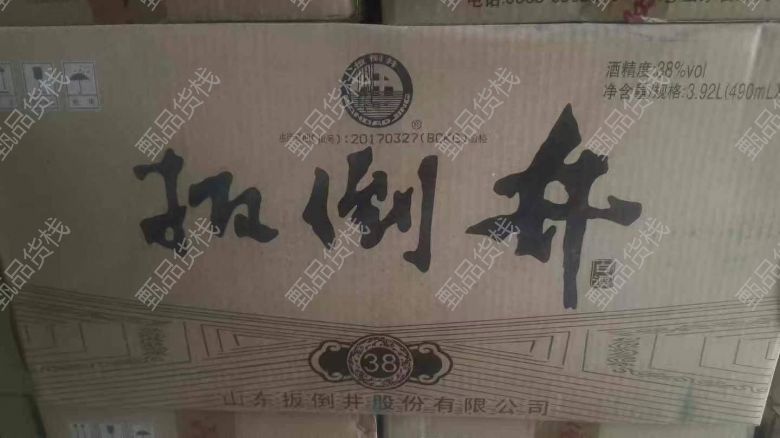 酒精度:38%vol
净含量/规格:3.92L(490mL
20170327(BCKG)
扳倒井
38
山东扳倒井股份有限公司
甄品货栈